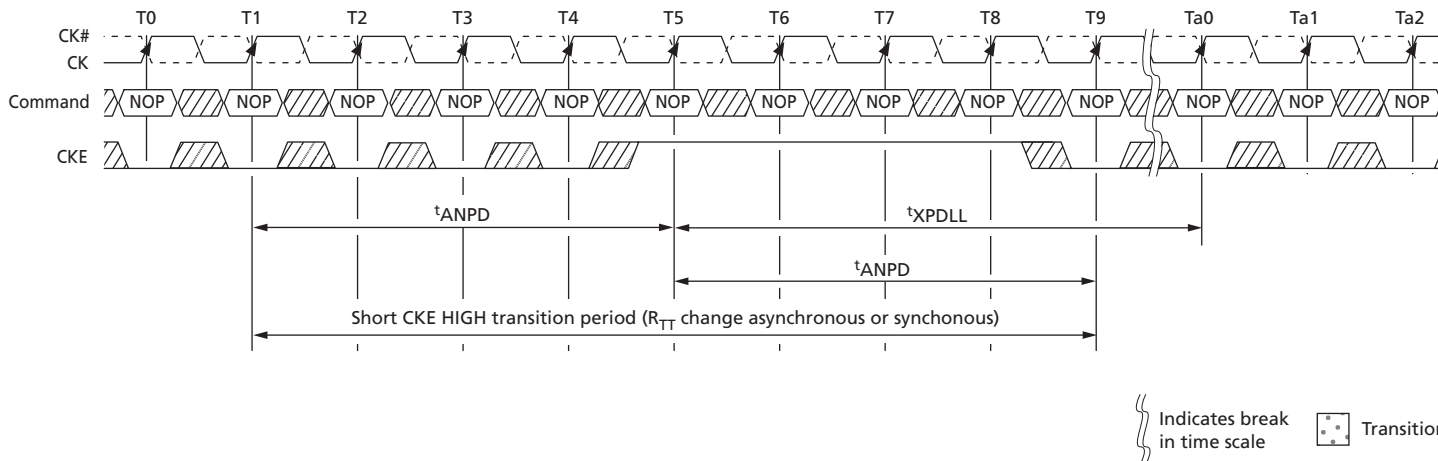 T0 T1 T2 T3 T4 T5 T6 T7 T8 T9 Ta0 Ta1 Ta2
CK#
CK
Command NOP NOP NOP NOP NOP NOP NOP NOP NOP NOP NOP NOP NOP
CKE
tANPD tXPDLL
tANPD
Short CKE HIGH transition period (RTT change asynchronous or synchonous)
Indicates break
in time scale